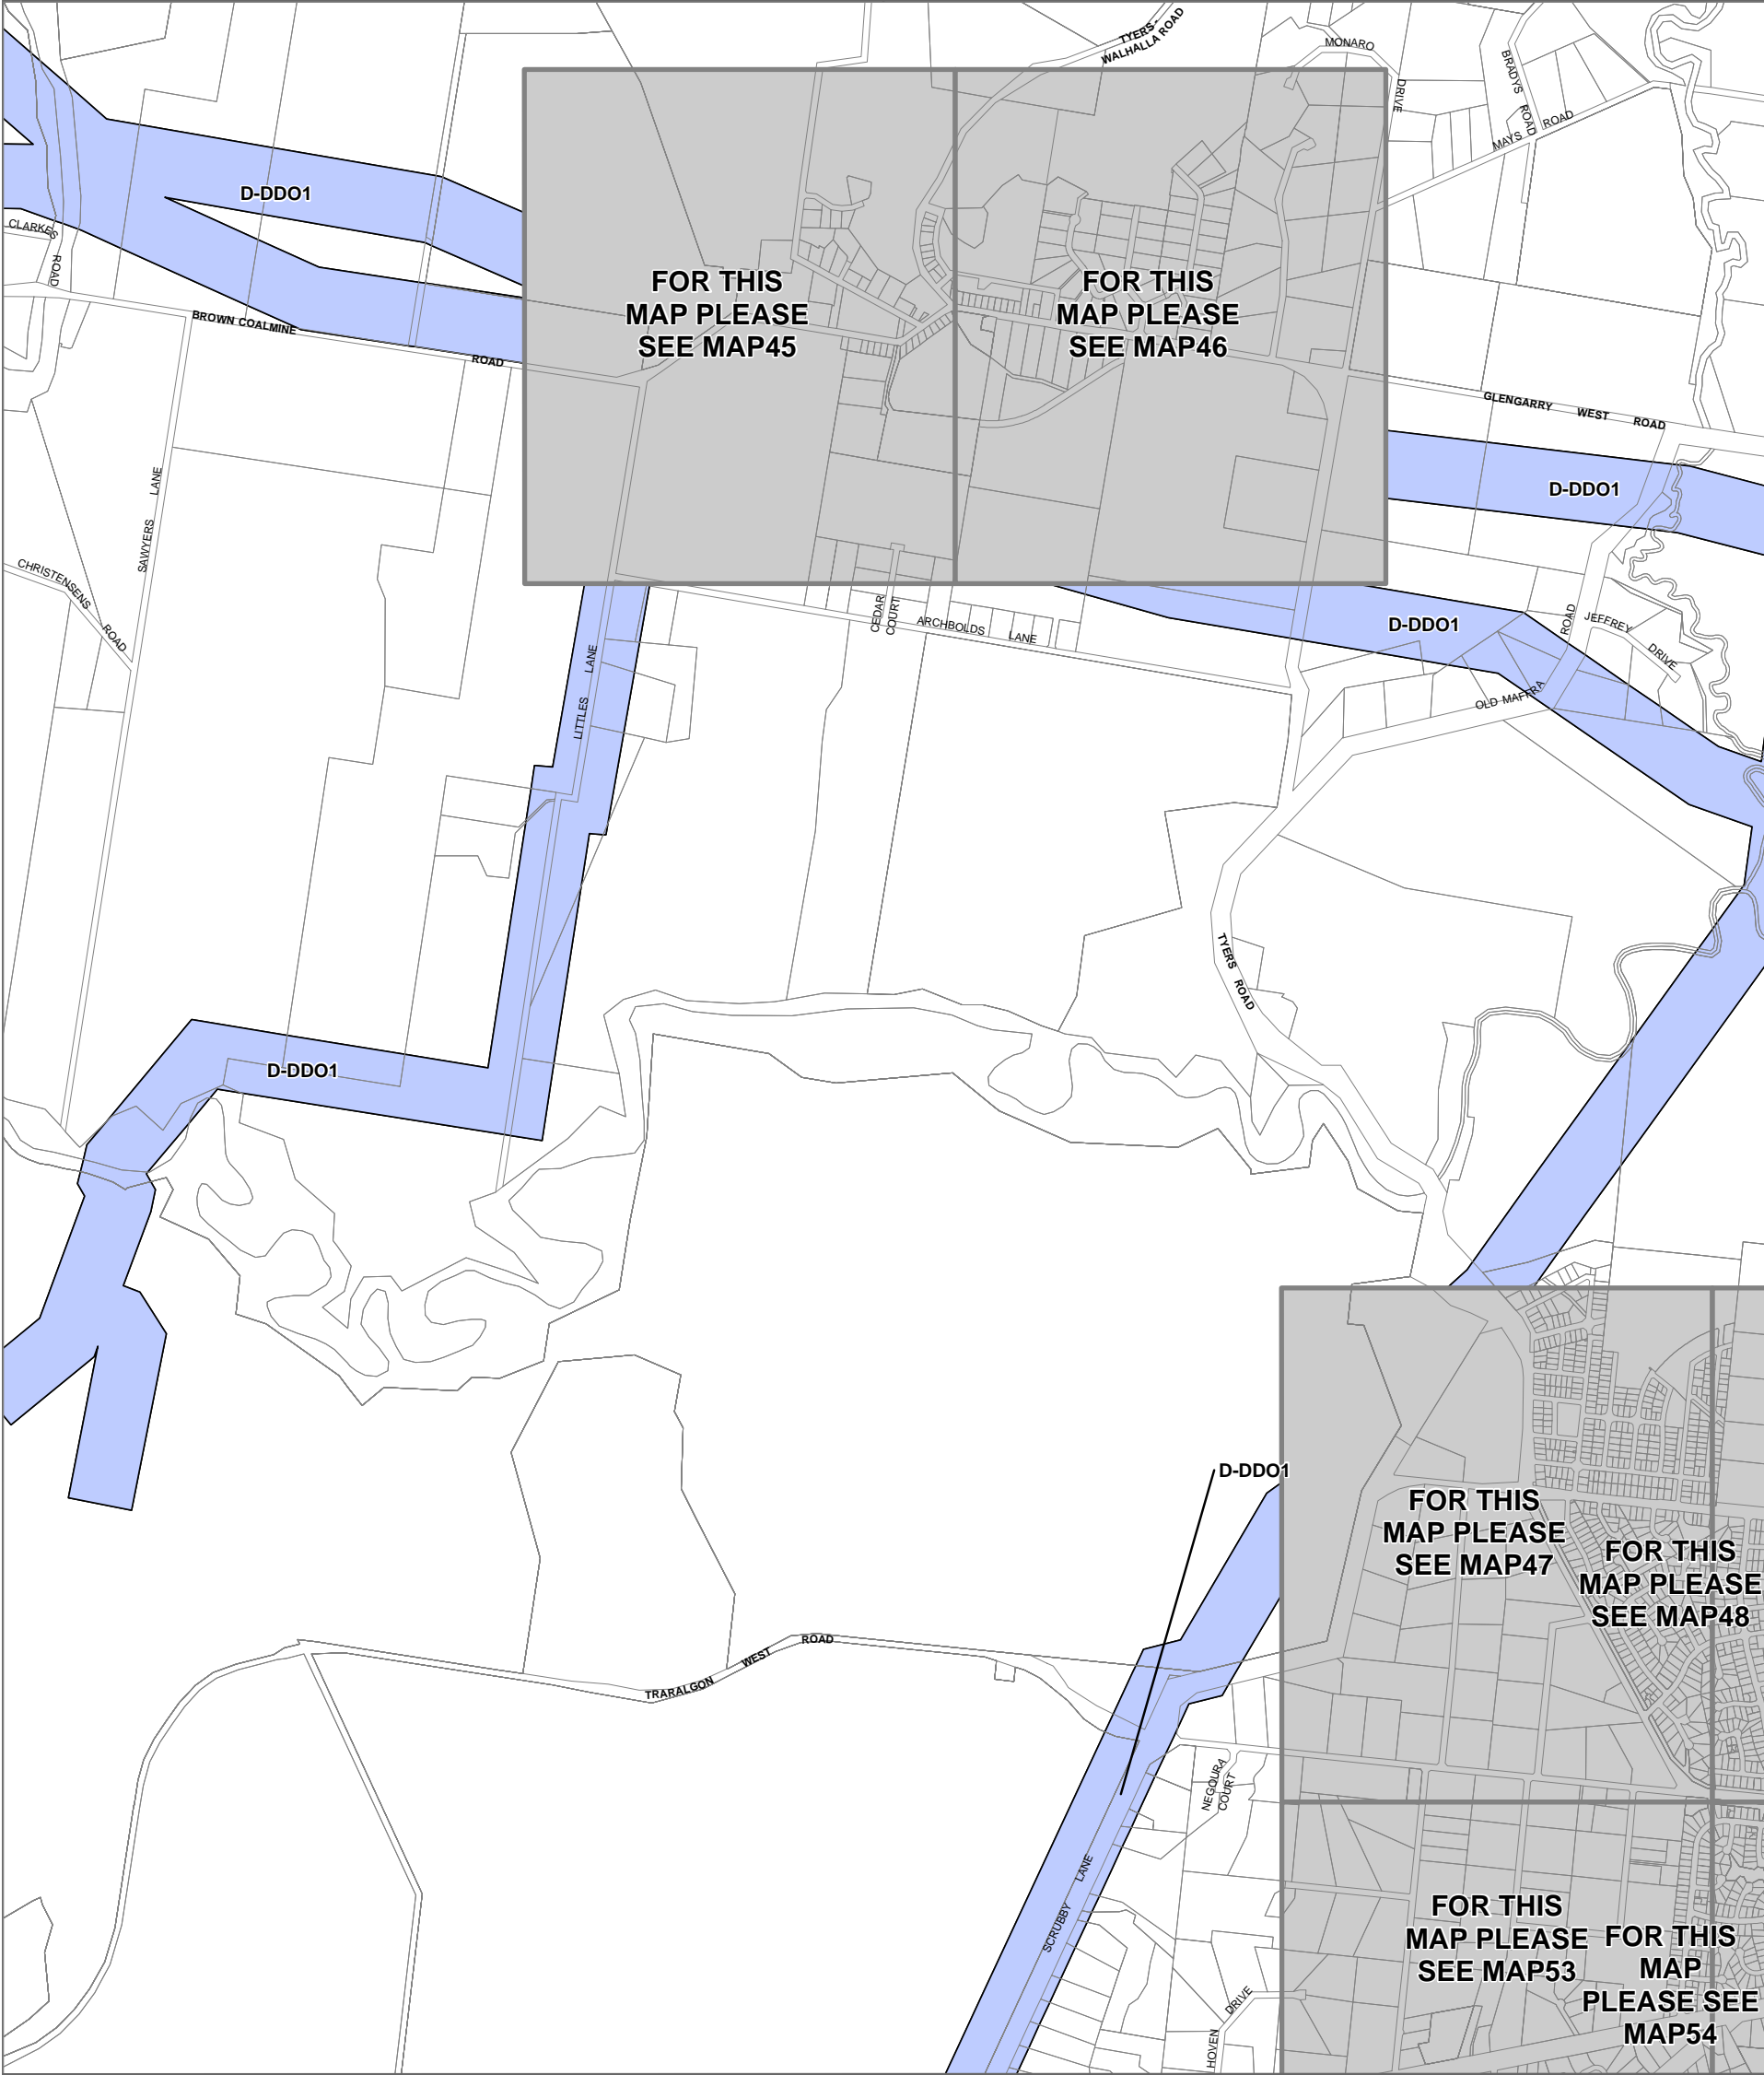 TYERS -
WALHALLA ROAD
MONARO
DRIVE
BRADYS ROAD
MAYS ROAD
D-DDO1
CLARKES
ROAD
BROWN COALMINE
ROAD
FOR THIS
MAP PLEASE
SEE MAP45
FOR THIS
MAP PLEASE
SEE MAP46
GLENGARRY WEST ROAD
D-DDO1
SAWYERS LANE
CHRISTENSENS
ROAD
CEDAR
COURT
ARCHBOLDS LANE
D-DDO1
ROAD
JEFFREY
DRIVE
OLD MAFFRA
LITTLES LANE
TYERS ROAD
D-DDO1
D-DDO1
FOR THIS
MAP PLEASE
SEE MAP47
FOR THIS
MAP PLEASE
SEE MAP48
TRARALGON WEST ROAD
NEGOURA
COURT
SCRUBBY LANE
FOR THIS
MAP PLEASE
SEE MAP53
FOR THIS
MAP
PLEASE SEE
MAP54
HOVEN
DRIVE